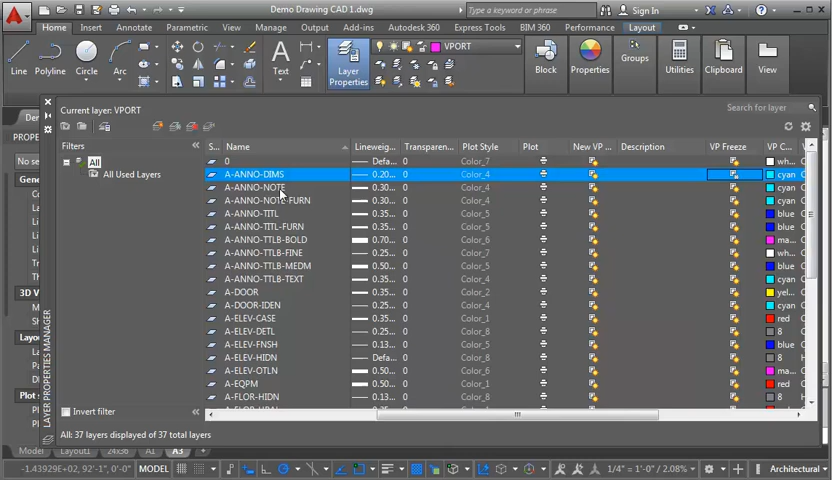 Demo Drawing CAD 1.dwg
Type a keyword or phrase
Sign In
Home Insert Annotate Parametric View Manage Output Add-ins Autodesk 360 Express Tools BIM 360 Performance Layout
VPORT
Line Polyline Circle Arc Text Layer Properties Block Properties Groups Utilities Clipboard View
Current layer: VPORT
Search for layer
Filters
All
All Used Layers
S... Name Lineweig... Transparen... Plot Style Plot New VP ... Description VP Freeze VP C...
0 Defa... 0 Color_7 wh...
A-ANNO-DIMS 0.20... 0 Color_4 cyan
A-ANNO-NOTE 0.30... 0 Color_4 cyan
A-ANNO-NOTE-FURN 0.30... 0 Color_4 cyan
A-ANNO-TITL 0.35... 0 Color_5 blue
A-ANNO-TITL-FURN 0.35... 0 Color_5 blue
A-ANNO-TTLB-BOLD 0.70... 0 Color_6 ma...
A-ANNO-TTLB-FINE 0.25... 0 Color_7 wh...
A-ANNO-TTLB-MEDM 0.50... 0 Color_5 blue
A-ANNO-TTLB-TEXT 0.35... 0 Color_4 cyan
A-DOOR 0.35... 0 Color_2 yel...
A-DOOR-IDEN 0.35... 0 Color_4 cyan
A-ELEV-CASE 0.35... 0 Color_1 red
A-ELEV-DETL 0.25... 0 Color_8 8
A-ELEV-FNSH 0.13... 0 Color_5 blue
A-ELEV-HIDN Defa... 0 Color_8 8
A-ELEV-OTLN 0.50... 0 Color_6 ma...
A-EQPM 0.50... 0 Color_1 red
A-FLOR-HIDN 0.25... 0 Color_8 8
Invert filter
All: 37 layers displayed of 37 total layers
LAYER PROPERTIES MANAGER
Model Layout1 24x36 A1 A3 +
-1.43929E+02, 92'-1", 0'-0" MODEL 1/4" = 1'-0" / 2.08% Architectural